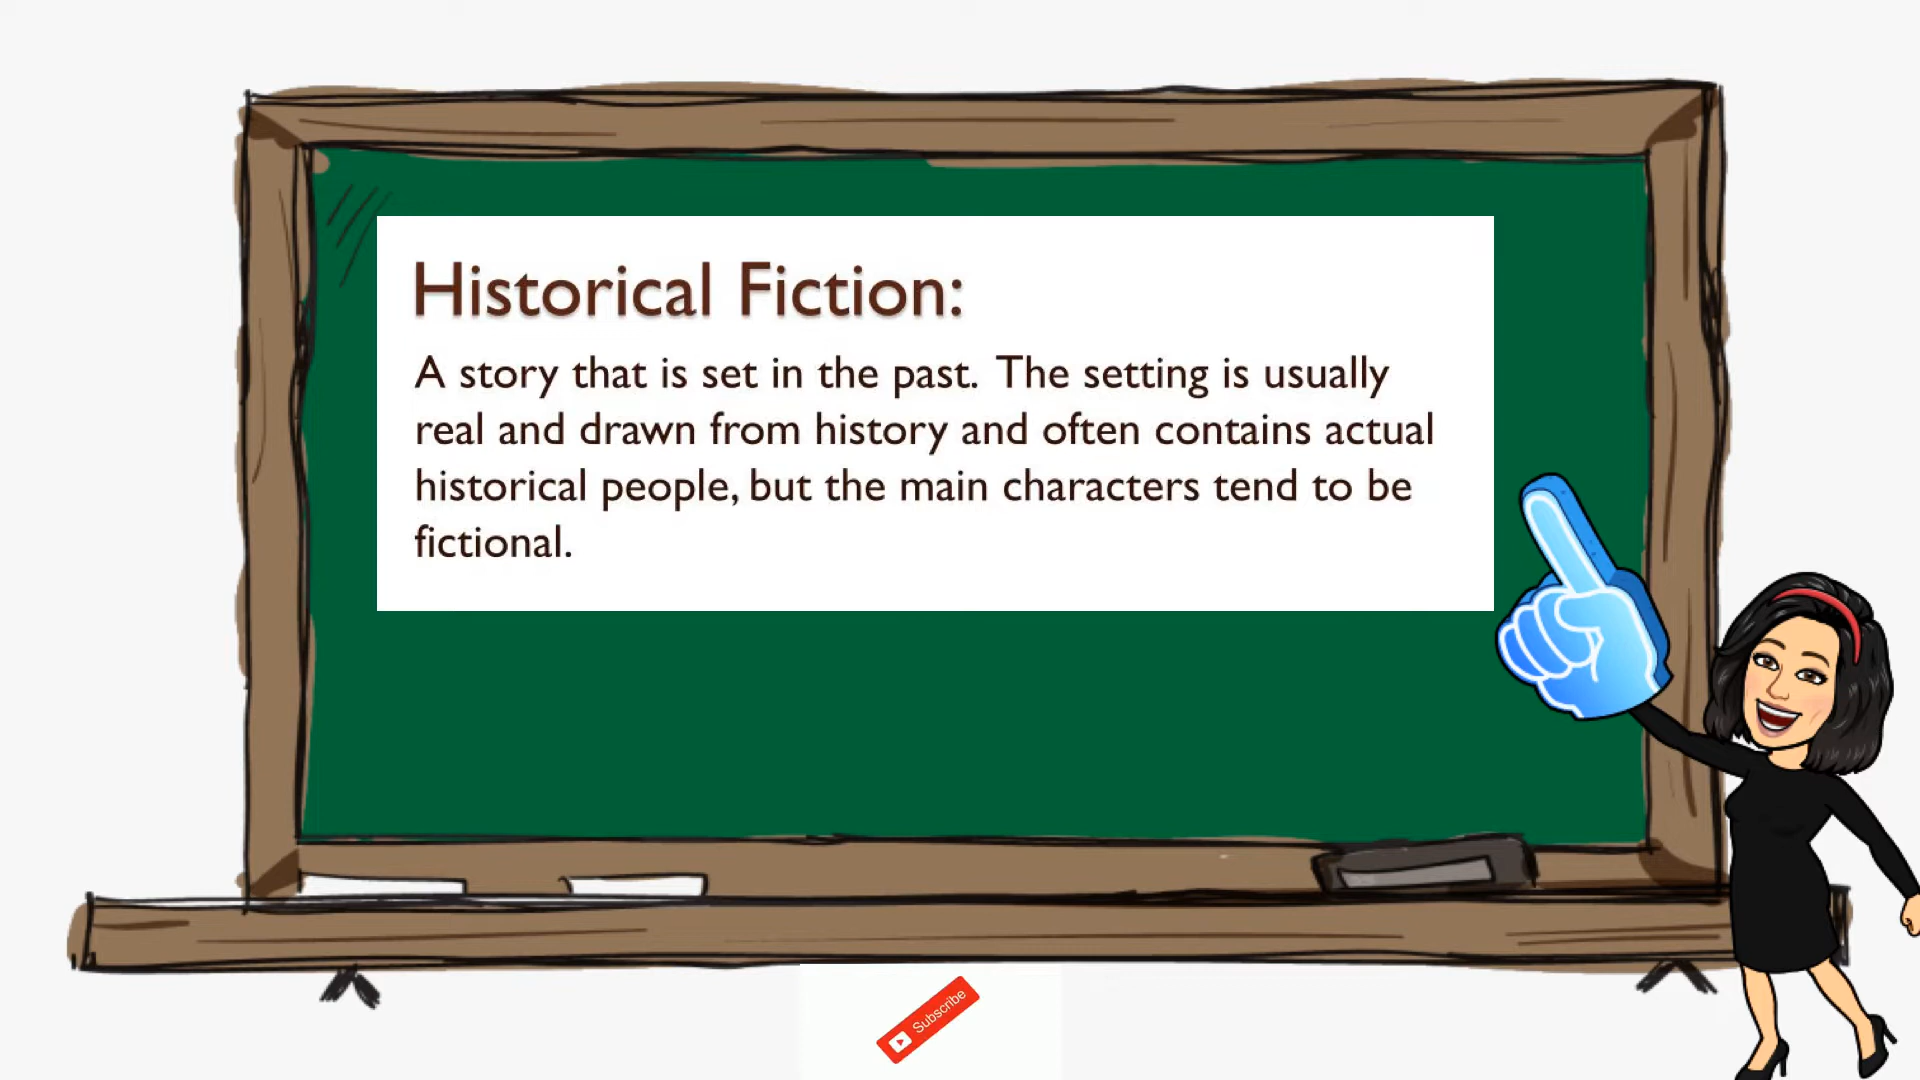 Historical Fiction:
A story that is set in the past. The setting is usually
real and drawn from history and often contains actual
historical people, but the main characters tend to be
fictional.
Subscribe